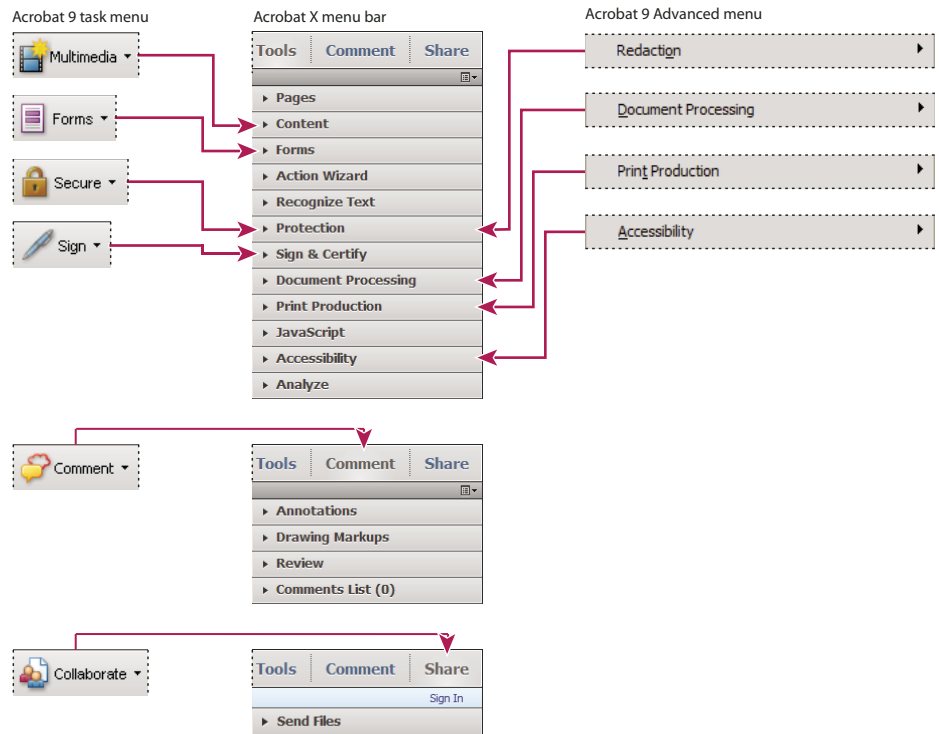 Acrobat 9 task menu
Multimedia
Forms
Secure
Sign
Acrobat X menu bar
Tools Comment Share
Pages
Content
Forms
Action Wizard
Recognize Text
Protection
Sign & Certify
Document Processing
Print Production
JavaScript
Accessibility
Analyze
Acrobat 9 Advanced menu
Redaction
Document Processing
Print Production
Accessibility
Comment
Tools Comment Share
Annotations
Drawing Markups
Review
Comments List (0)
Collaborate
Tools Comment Share
Sign In
Send Files